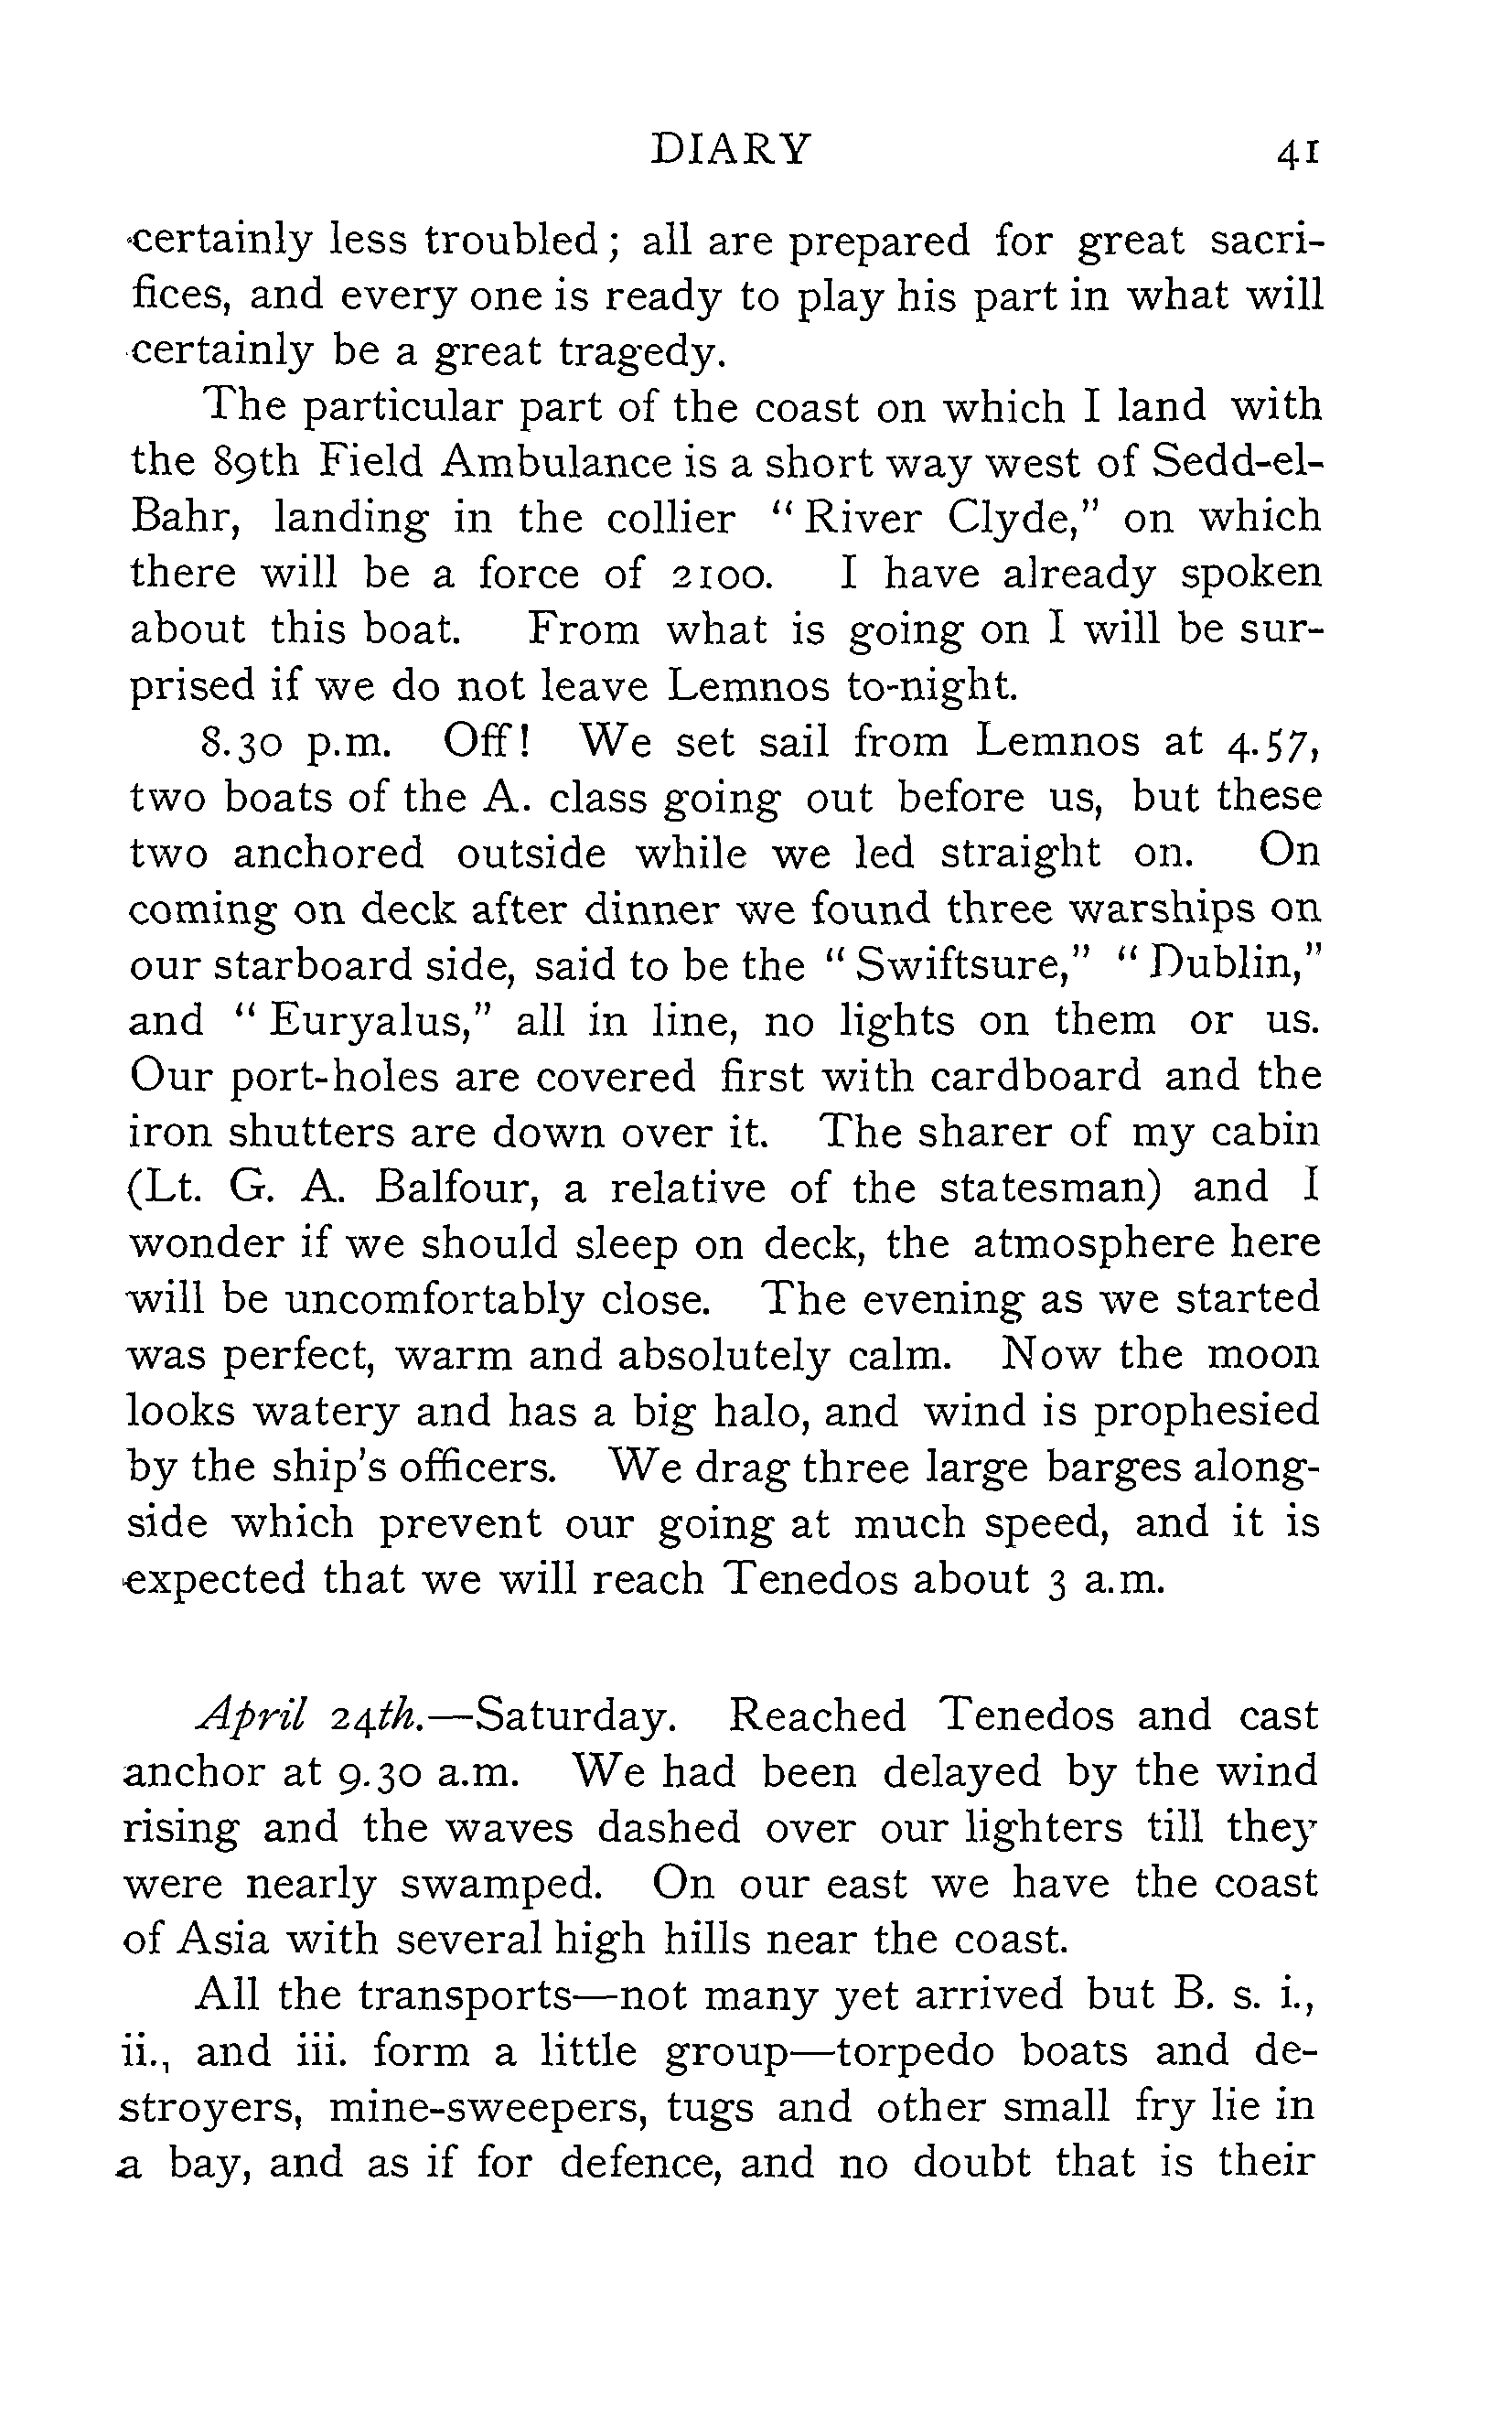 DIARY 41
certainly less troubled; all are prepared for great sacri-
fices, and every one is ready to play his part in what will
certainly be a great tragedy.
The particular part of the coast on which I land with
the 89th Field Ambulance is a short way west of Sedd-el-
Bahr, landing in the collier "River Clyde," on which
there will be a force of 2100. I have already spoken
about this boat. From what is going on I will be sur-
prised if we do not leave Lemnos to-night.
8.30 p.m. Off! We set sail from Lemnos at 4.57,
two boats of the A. class going out before us, but these
two anchored outside while we led straight on. On
coming on deck after dinner we found three warships on
our starboard side, said to be the "Swiftsure," "Dublin,"
and "Euryalus," all in line, no lights on them or us.
Our port-holes are covered first with cardboard and the
iron shutters are down over it. The sharer of my cabin
(Lt. G. A. Balfour, a relative of the statesman) and I
wonder if we should sleep on deck, the atmosphere here
will be uncomfortably close. The evening as we started
was perfect, warm and absolutely calm. Now the moon
looks watery and has a big halo, and wind is prophesied
by the ship's officers. We drag three large barges along-
side which prevent our going at much speed, and it is
expected that we will reach Tenedos about 3 a.m.
April 24th.—Saturday. Reached Tenedos and cast
anchor at 9.30 a.m. We had been delayed by the wind
rising and the waves dashed over our lighters till they
were nearly swamped. On our east we have the coast
of Asia with several high hills near the coast.
All the transports—not many yet arrived but B. s. i.,
ii., and iii. form a little group—torpedo boats and de-
stroyers, mine-sweepers, tugs and other small fry lie in
a bay, and as if for defence, and no doubt that is their